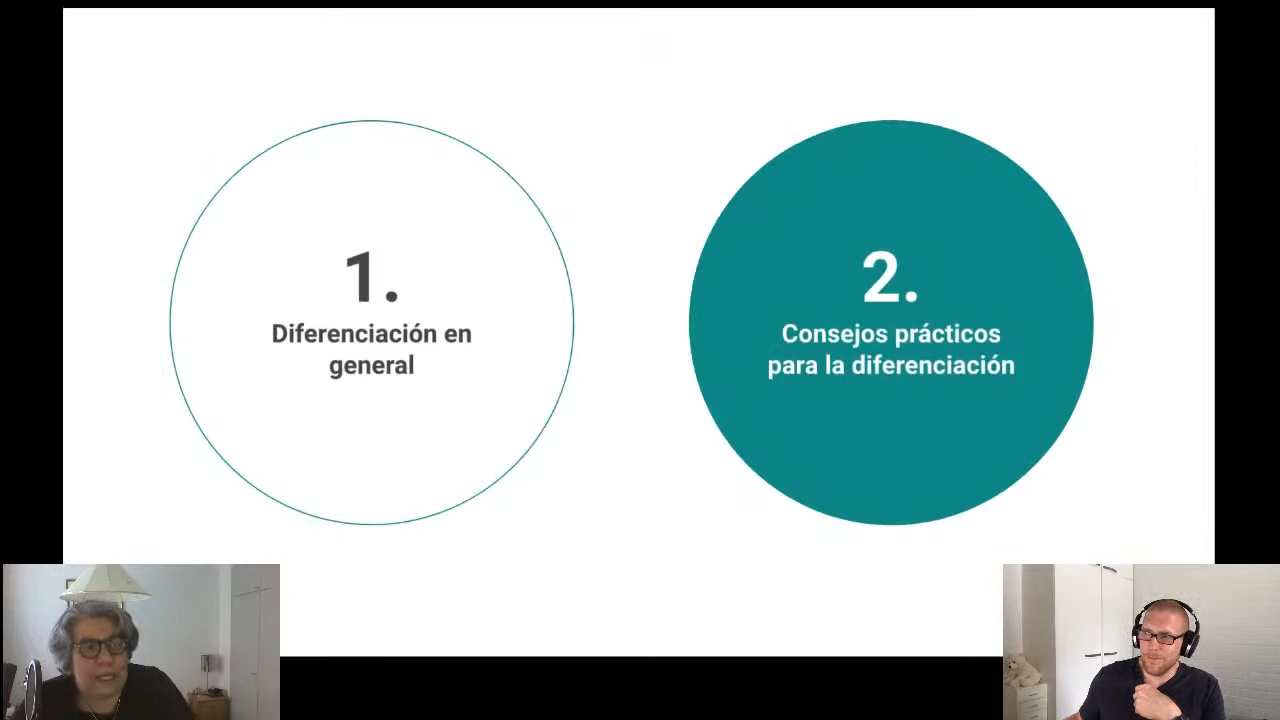 1.
Diferenciación en
general
2.
Consejos prácticos
para la diferenciación